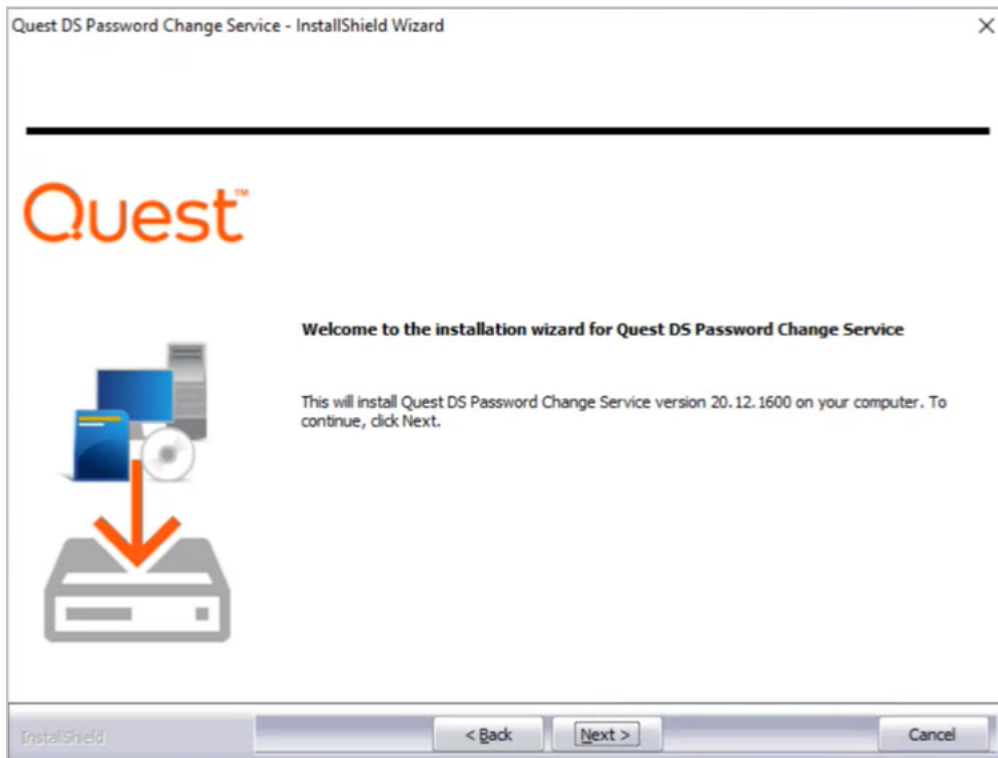 Quest DS Password Change Service - InstallShield Wizard
Quest™
Welcome to the installation wizard for Quest DS Password Change Service
This will install Quest DS Password Change Service version 20.12.1600 on your computer. To
continue, click Next.
InstallShield
< Back
Next >
Cancel